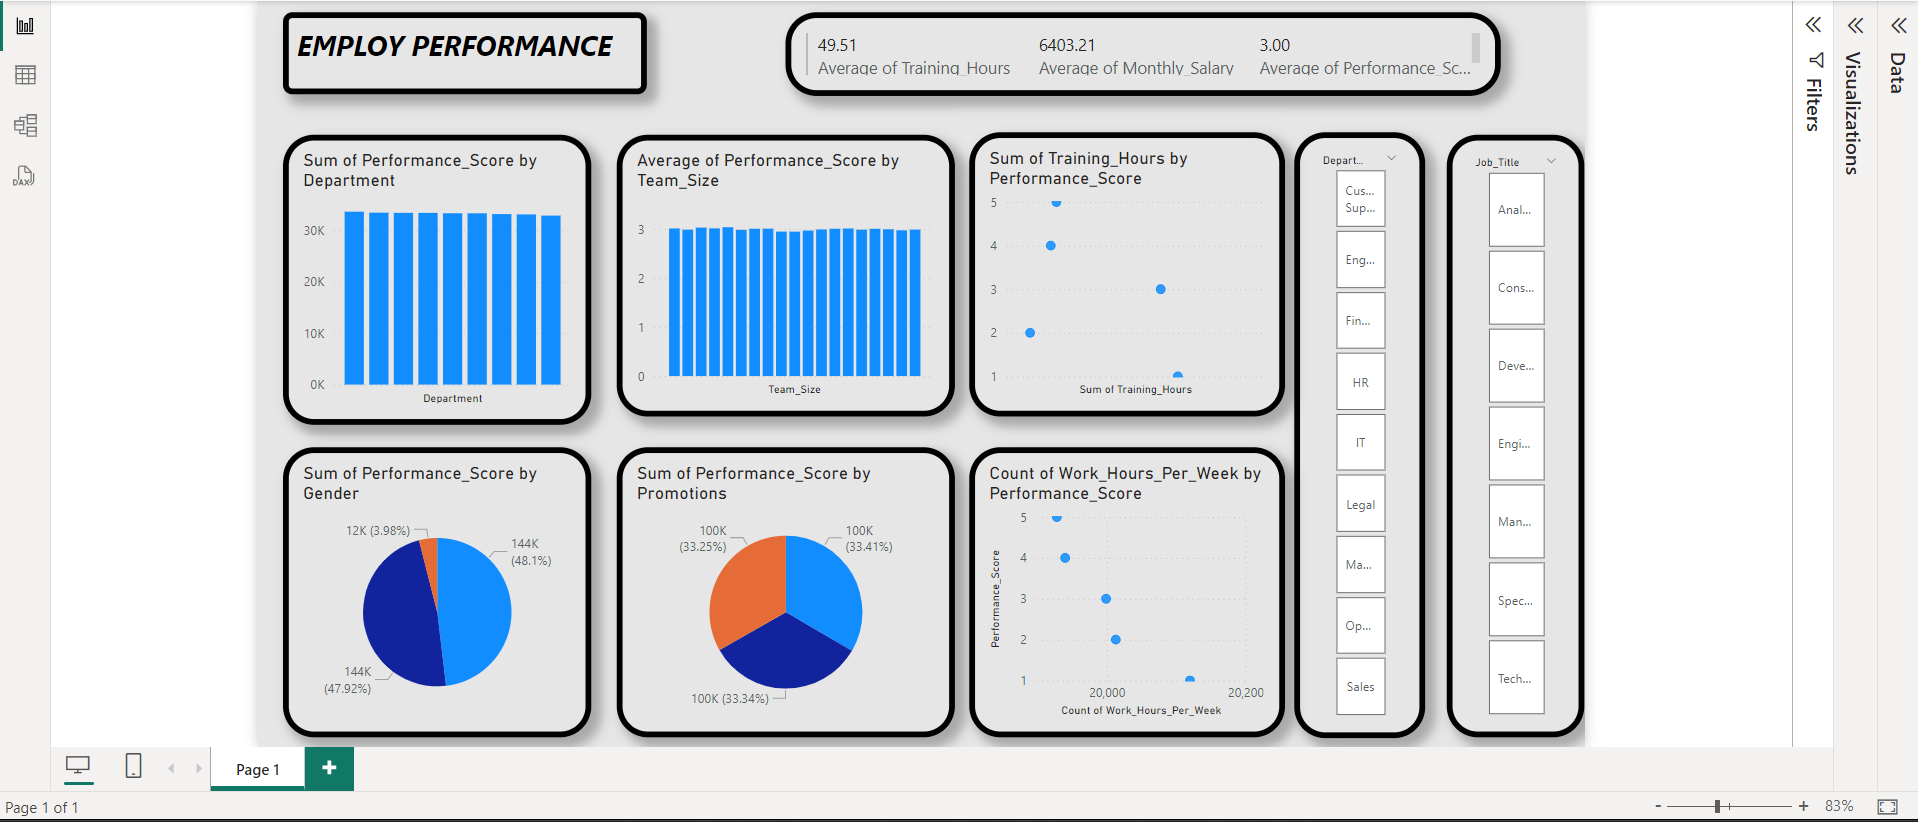 EMPLOY PERFORMANCE
49.51
Average of Training_Hours
6403.21
Average of Monthly_Salary
3.00
Average of Performance_Sc...
Filters
Visualizations
Data
Sum of Performance_Score by
Department
30K
20K
10K
0K
Department
Average of Performance_Score by
Team_Size
3
2
1
0
Team_Size
Sum of Training_Hours by
Performance_Score
5
4
3
2
1
Sum of Training_Hours
Depart...
Cus...
Sup...
Eng...
Fin...
HR
IT
Legal
Ma...
Op...
Sales
Job_Title
Anal...
Cons...
Deve...
Engi...
Man...
Spec...
Tech...
Sum of Performance_Score by
Gender
12K (3.98%)
144K
(48.1%)
144K
(47.92%)
Sum of Performance_Score by
Promotions
100K
(33.25%)
100K
(33.41%)
100K (33.34%)
Count of Work_Hours_Per_Week by
Performance_Score
Performance_Score
5
4
3
2
1
20,000
20,200
Count of Work_Hours_Per_Week
DAX
Page 1
+
Page 1 of 1
-
+
83%